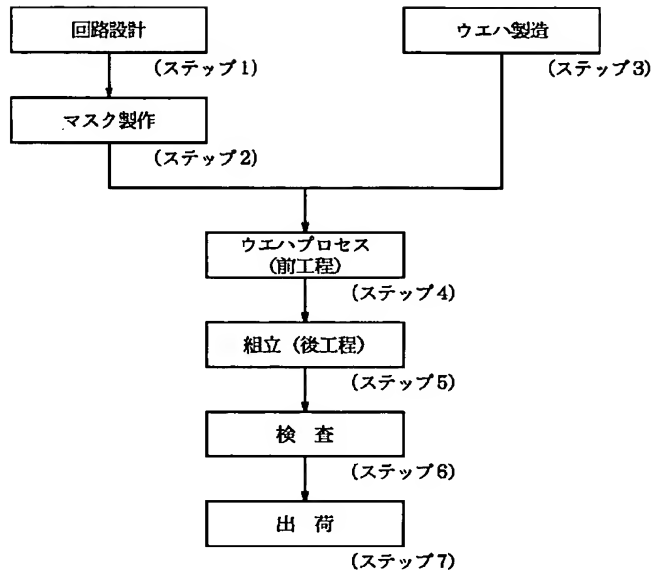 回路設計
(ステップ1)
マスク製作
(ステップ2)
ウエハ製造
(ステップ3)
ウエハプロセス
(前工程)
(ステップ4)
組立(後工程)
(ステップ5)
検 査
(ステップ6)
出 荷
(ステップ7)